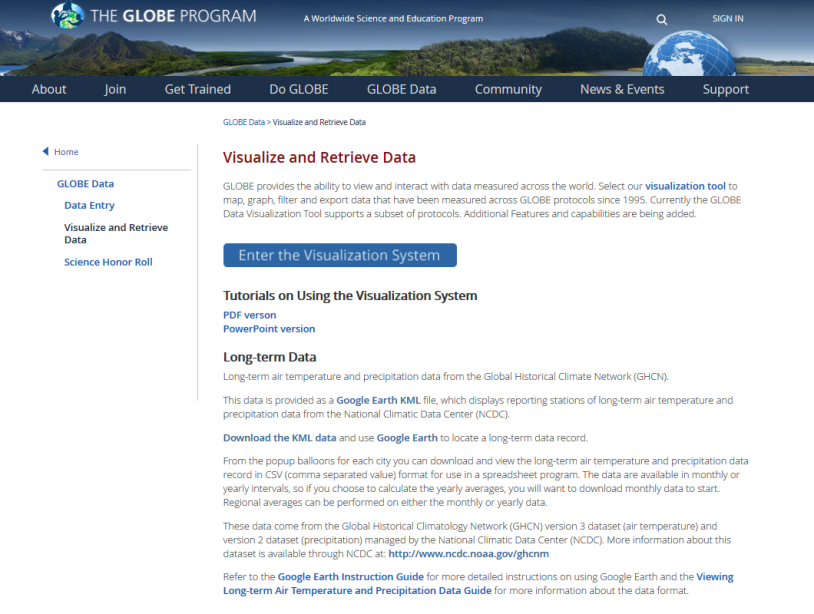 THE GLOBE PROGRAM
A Worldwide Science and Education Program
SIGN IN
About Join Get Trained Do GLOBE GLOBE Data Community News & Events Support
GLOBE Data > Visualize and Retrieve Data
Home
GLOBE Data
Data Entry
Visualize and Retrieve
Data
Science Honor Roll
Visualize and Retrieve Data
GLOBE provides the ability to view and interact with data measured across the world. Select our visualization tool to
map, graph, filter and export data that have been measured across GLOBE protocols since 1995. Currently the GLOBE
Data Visualization Tool supports a subset of protocols. Additional Features and capabilities are being added.
Enter the Visualization System
Tutorials on Using the Visualization System
PDF verson
PowerPoint version
Long-term Data
Long-term air temperature and precipitation data from the Global Historical Climate Network (GHCN).
This data is provided as a Google Earth KML file, which displays reporting stations of long-term air temperature and
precipitation data from the National Climatic Data Center (NCDC).
Download the KML data and use Google Earth to locate a long-term data record.
From the popup balloons for each city you can download and view the long-term air temperature and precipitation data
record in CSV (comma separated value) format for use in a spreadsheet program. The data are available in monthly or
yearly intervals, so if you choose to calculate the yearly averages, you will want to download monthly data to start.
Regional averages can be performed on either the monthly or yearly data.
These data come from the Global Historical Climatology Network (GHCN) version 3 dataset (air temperature) and
version 2 dataset (precipitation) managed by the National Climatic Data Center (NCDC). More information about this
dataset is available through NCDC at: http://www.ncdc.noaa.gov/ghcnm
Refer to the Google Earth Instruction Guide for more detailed instructions on using Google Earth and the Viewing
Long-term Air Temperature and Precipitation Data Guide for more information about the data format.